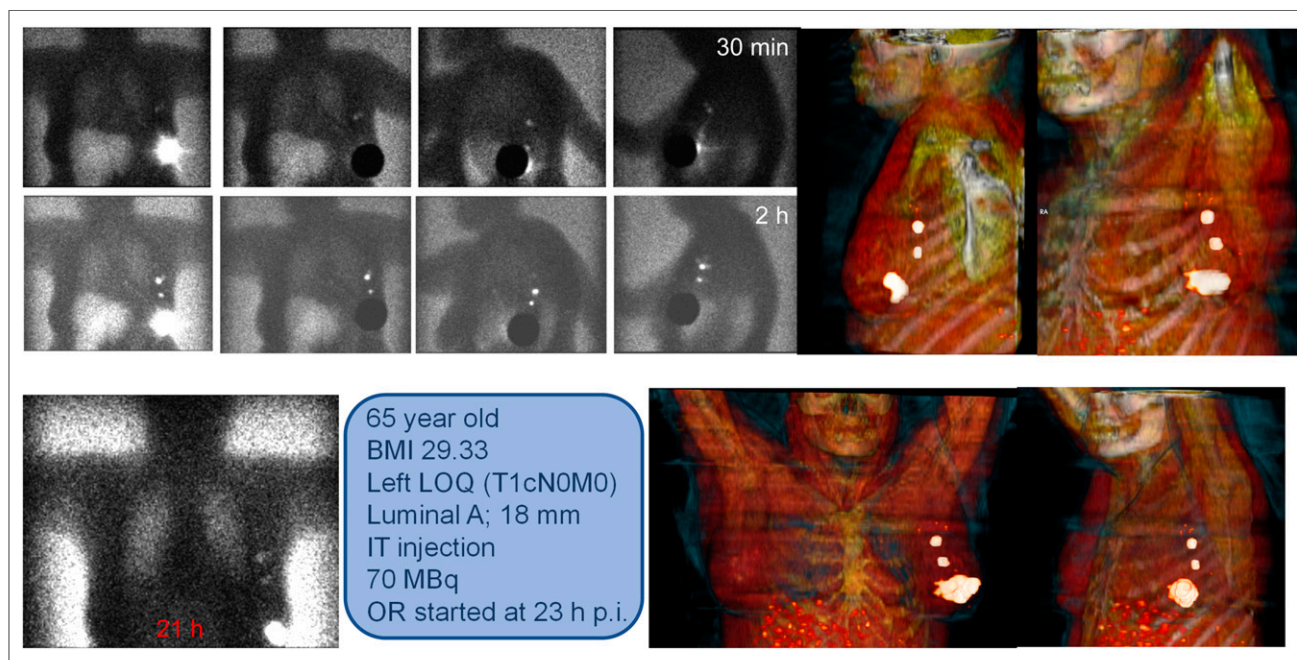 30 min
2 h
RA
21 h
65 year old
BMI 29.33
Left LOQ (T1cN0M0)
Luminal A; 18 mm
IT injection
70 MBq
OR started at 23 h p.i.